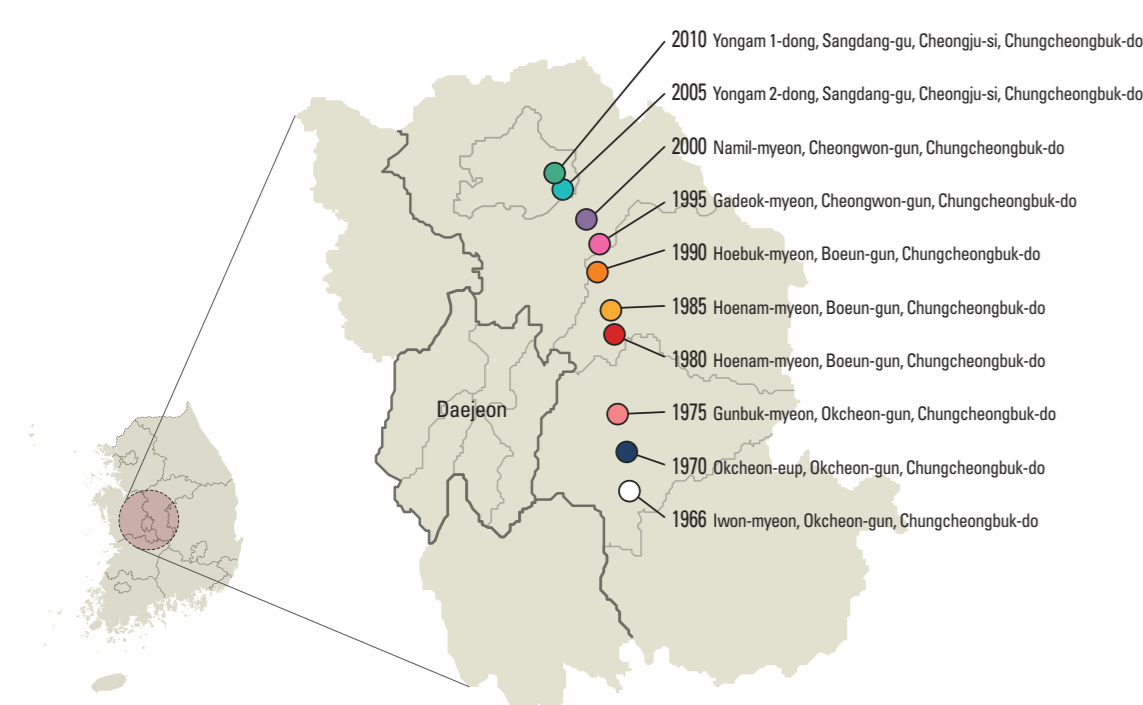 2010 Yongam 1-dong, Sangdang-gu, Cheongju-si, Chungcheongbuk-do
2005 Yongam 2-dong, Sangdang-gu, Cheongju-si, Chungcheongbuk-do
2000 Namil-myeon, Cheongwon-gun, Chungcheongbuk-do
1995 Gadeok-myeon, Cheongwon-gun, Chungcheongbuk-do
1990 Hoebuk-myeon, Boeun-gun, Chungcheongbuk-do
1985 Hoenam-myeon, Boeun-gun, Chungcheongbuk-do
1980 Hoenam-myeon, Boeun-gun, Chungcheongbuk-do
Daejeon
1975 Gunbuk-myeon, Okcheon-gun, Chungcheongbuk-do
1970 Okcheon-eup, Okcheon-gun, Chungcheongbuk-do
1966 Iwon-myeon, Okcheon-gun, Chungcheongbuk-do